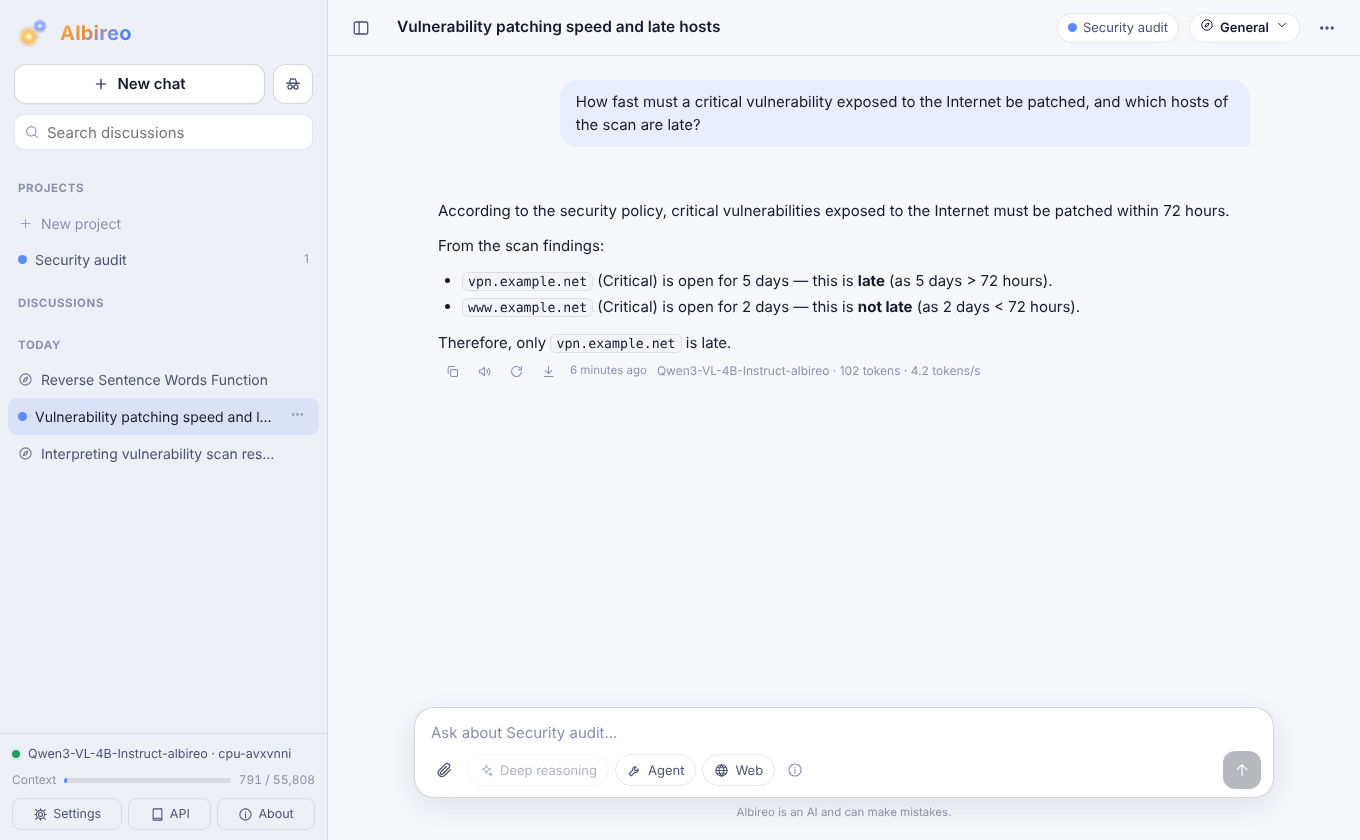 Albireo
New chat
Search discussions
PROJECTS
New project
Security audit 1
DISCUSSIONS
TODAY
Reverse Sentence Words Function
Vulnerability patching speed and l...
Interpreting vulnerability scan res...
Qwen3-VL-4B-Instruct-albireo · cpu-avxvnni
Context 791 / 55,808
Settings API About
Vulnerability patching speed and late hosts
Security audit General
How fast must a critical vulnerability exposed to the Internet be patched, and which hosts of
the scan are late?
According to the security policy, critical vulnerabilities exposed to the Internet must be patched within 72 hours.
From the scan findings:
• vpn.example.net (Critical) is open for 5 days — this is late (as 5 days > 72 hours).
• www.example.net (Critical) is open for 2 days — this is not late (as 2 days < 72 hours).
Therefore, only vpn.example.net is late.
6 minutes ago Qwen3-VL-4B-Instruct-albireo · 102 tokens · 4.2 tokens/s
Ask about Security audit...
Deep reasoning Agent Web
Albireo is an AI and can make mistakes.